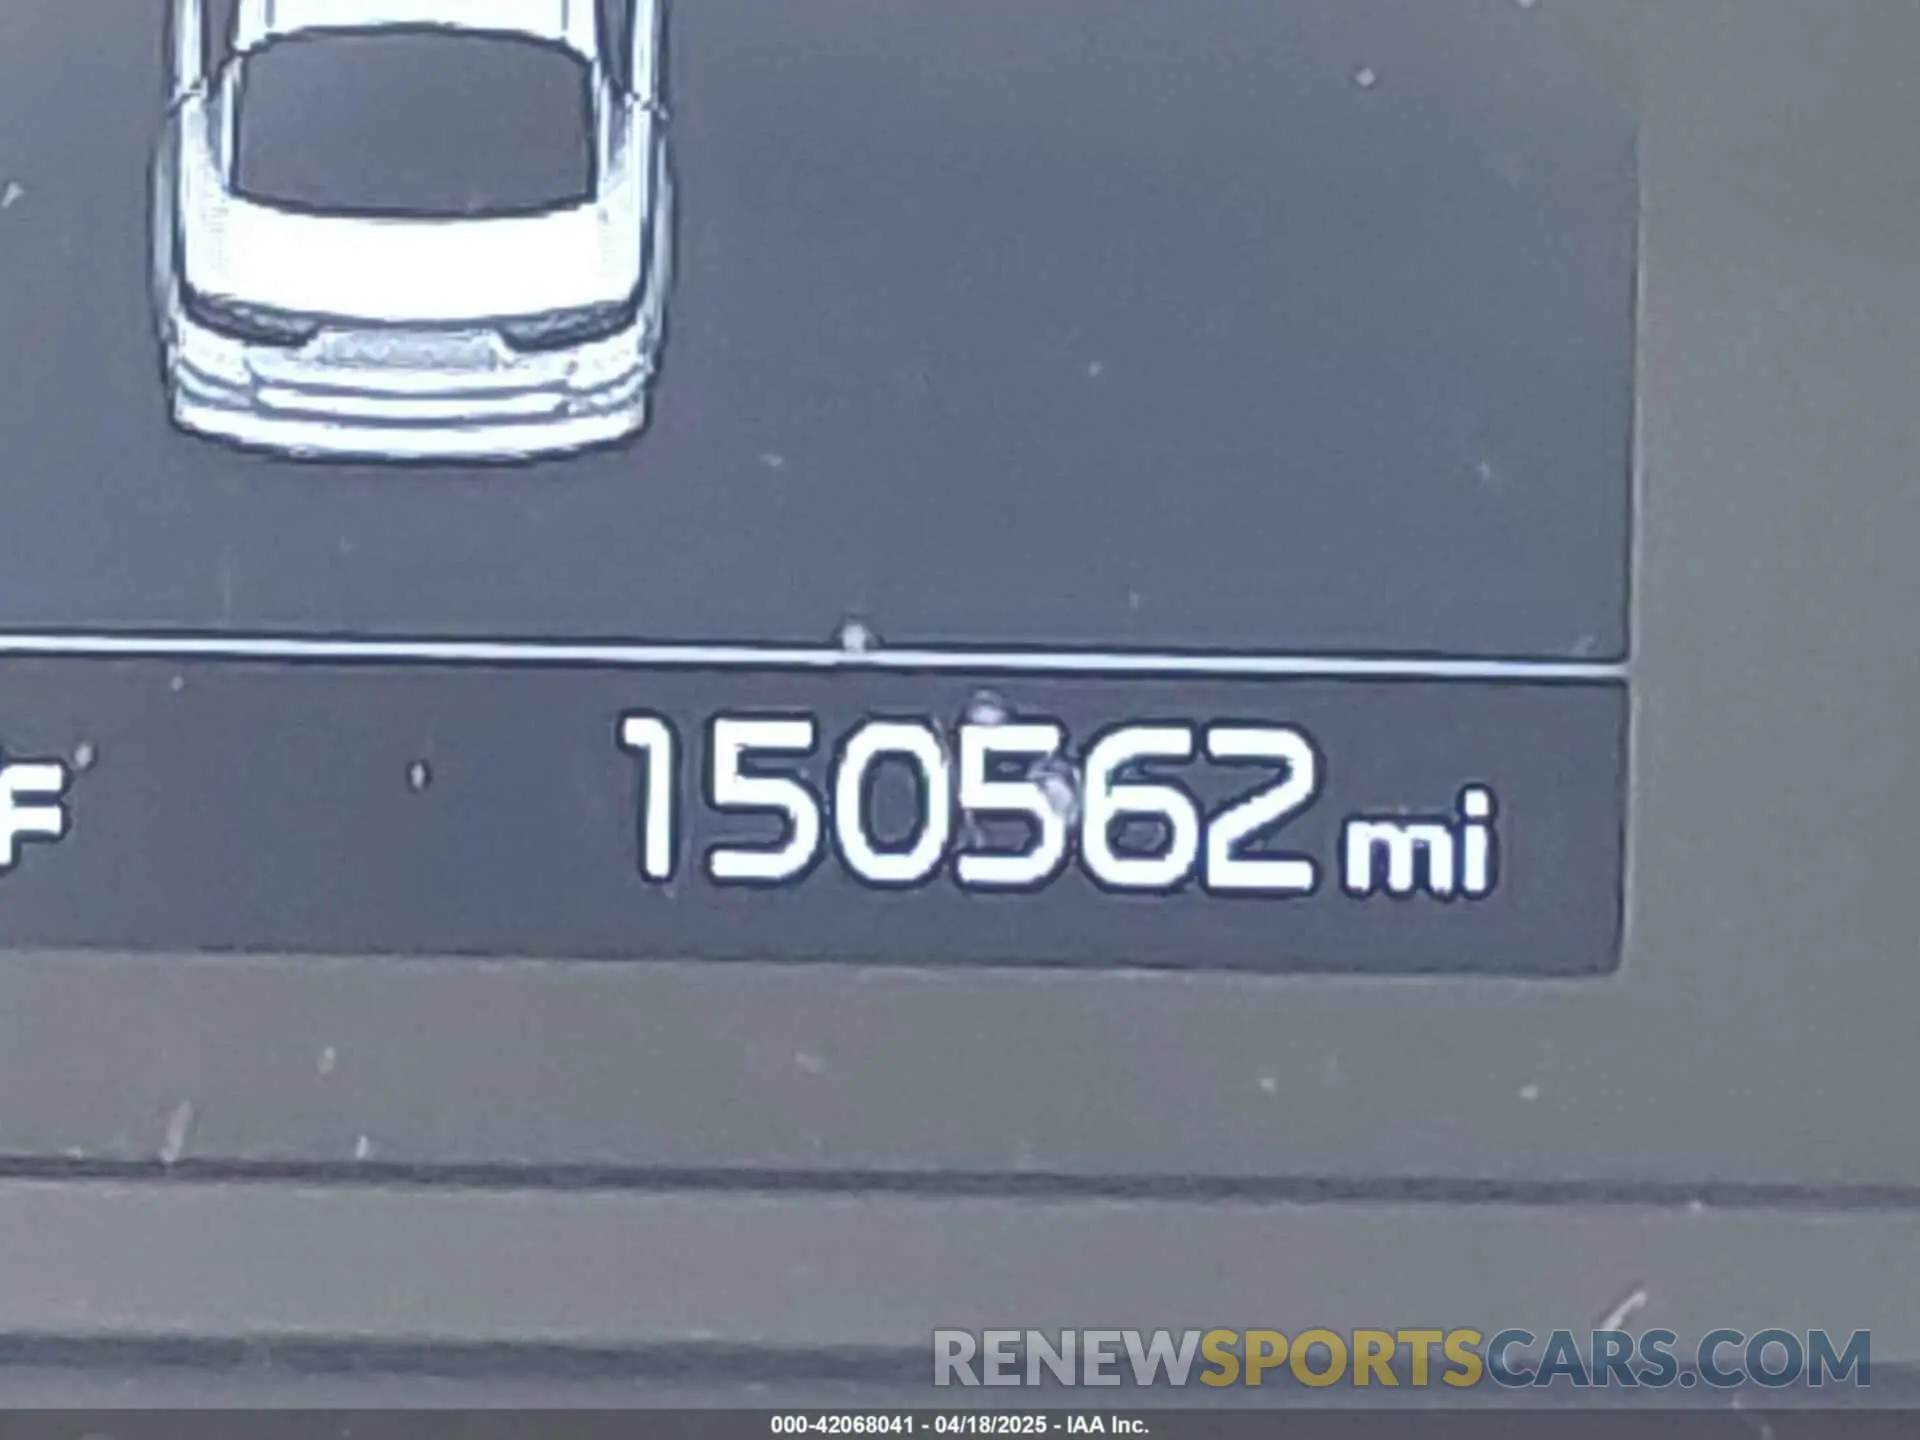 °F
150562 mi
RENEWSPORTSCARS.COM
000-42068041 - 04/18/2025 - IAA Inc.